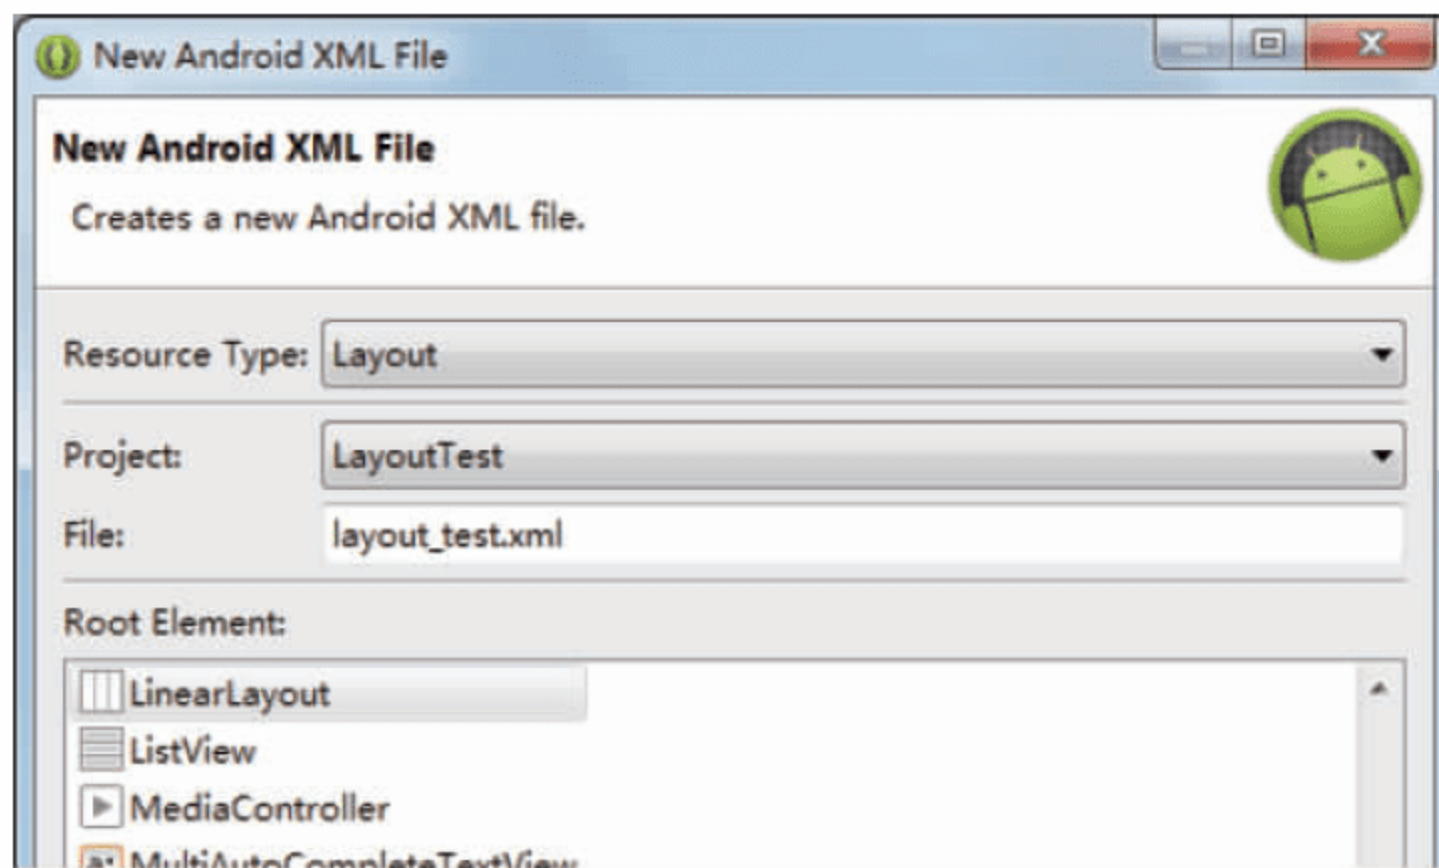 New Android XML File
New Android XML File
Creates a new Android XML file.
Resource Type: Layout
Project: LayoutTest
File: layout_test.xml
Root Element:
LinearLayout
ListView
MediaController
MultiAutoCompleteTextView